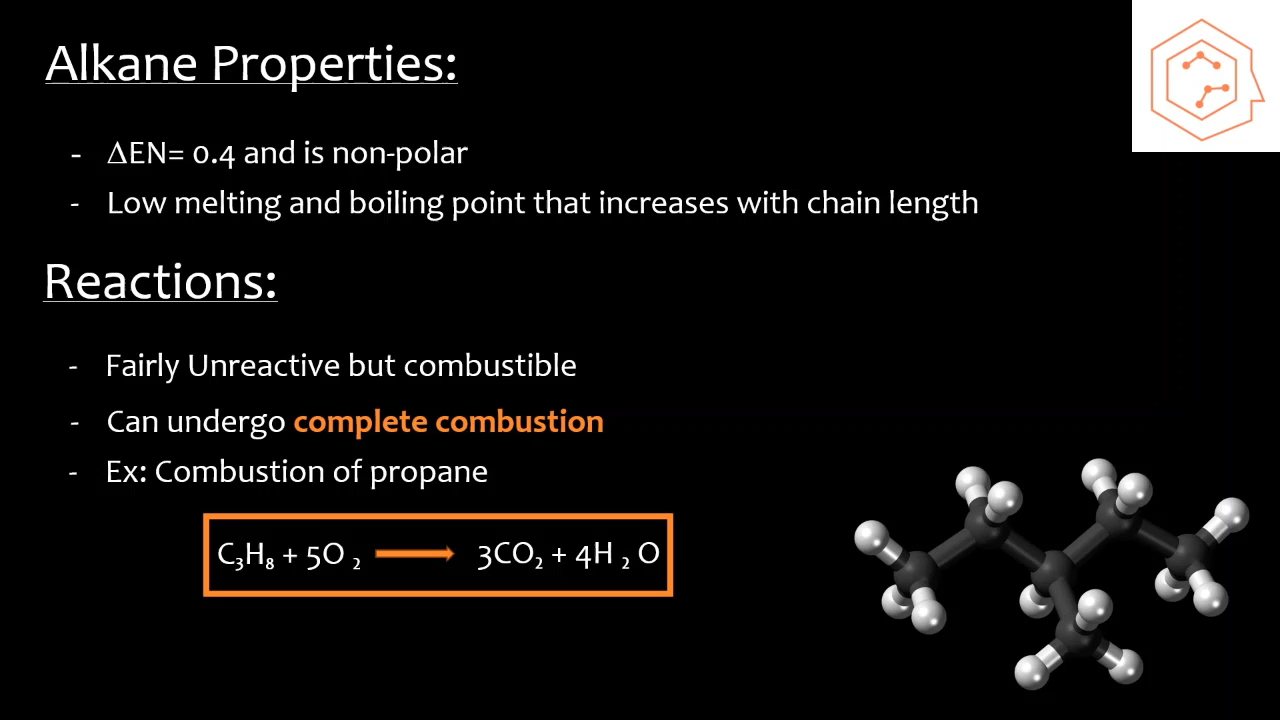 Alkane Properties:
- ΔEN= 0.4 and is non-polar
- Low melting and boiling point that increases with chain length
Reactions:
- Fairly Unreactive but combustible
- Can undergo complete combustion
- Ex: Combustion of propane
C₃H₈ + 5O ₂ → 3CO₂ + 4H ₂ O